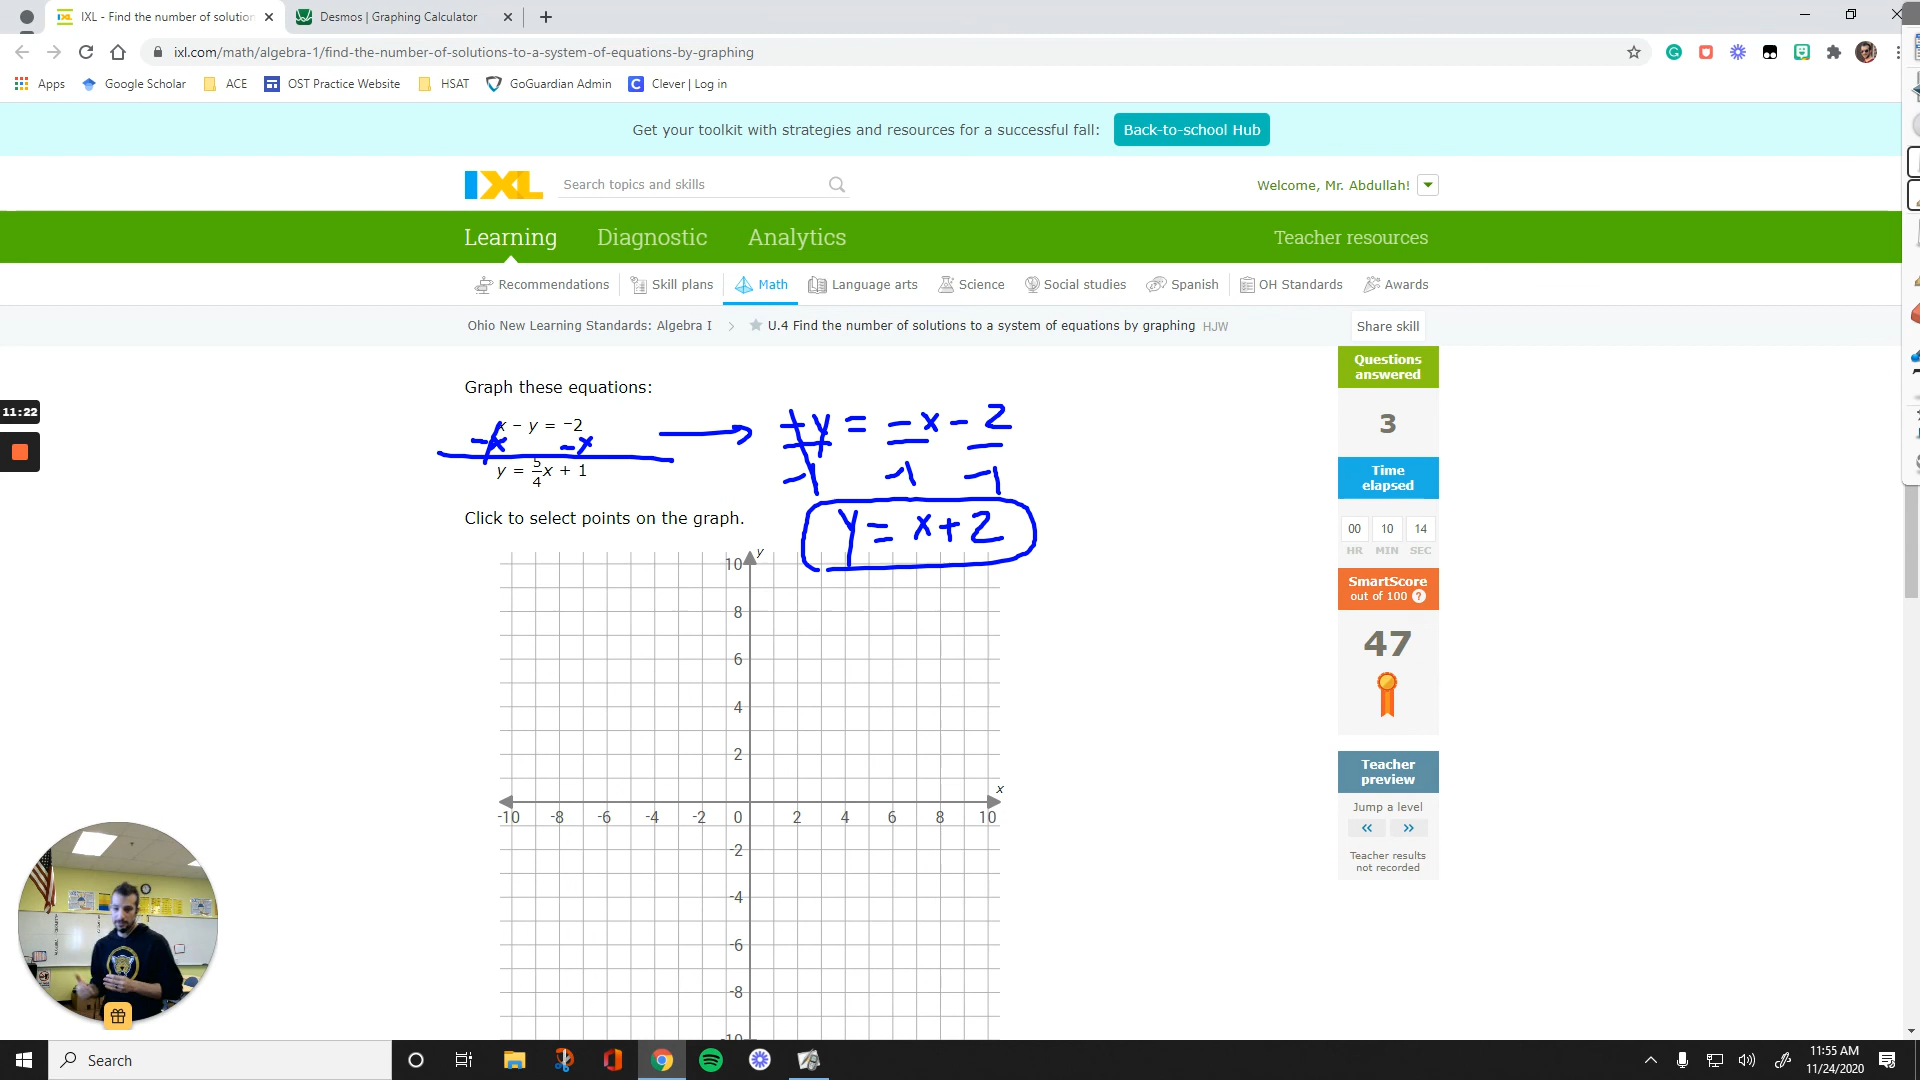 IXL - Find the number of solution
Desmos | Graphing Calculator
ixl.com/math/algebra-1/find-the-number-of-solutions-to-a-system-of-equations-by-graphing
Apps
Google Scholar
ACE
OST Practice Website
HSAT
GoGuardian Admin
Clever | Log in
Get your toolkit with strategies and resources for a successful fall:
Back-to-school Hub
IXL
Search topics and skills
Welcome, Mr. Abdullah!
Learning
Diagnostic
Analytics
Teacher resources
Recommendations
Skill plans
Math
Language arts
Science
Social studies
Spanish
OH Standards
Awards
Ohio New Learning Standards: Algebra I
U.4 Find the number of solutions to a system of equations by graphing HJW
Share skill
Graph these equations:
x − y = −2
-x -x
y = 5/4x + 1
+y = -x - 2
-1 -1 -1
y = x + 2
Click to select points on the graph.
y
10
8
6
4
2
x
-10 -8 -6 -4 -2 0 2 4 6 8 10
-2
-4
-6
-8
-10
11:22
Questions
answered
3
Time
elapsed
00 10 14
HR MIN SEC
SmartScore
out of 100 ?
47
Teacher
preview
Jump a level
<< >>
Teacher results
not recorded
Search
11:55 AM
11/24/2020